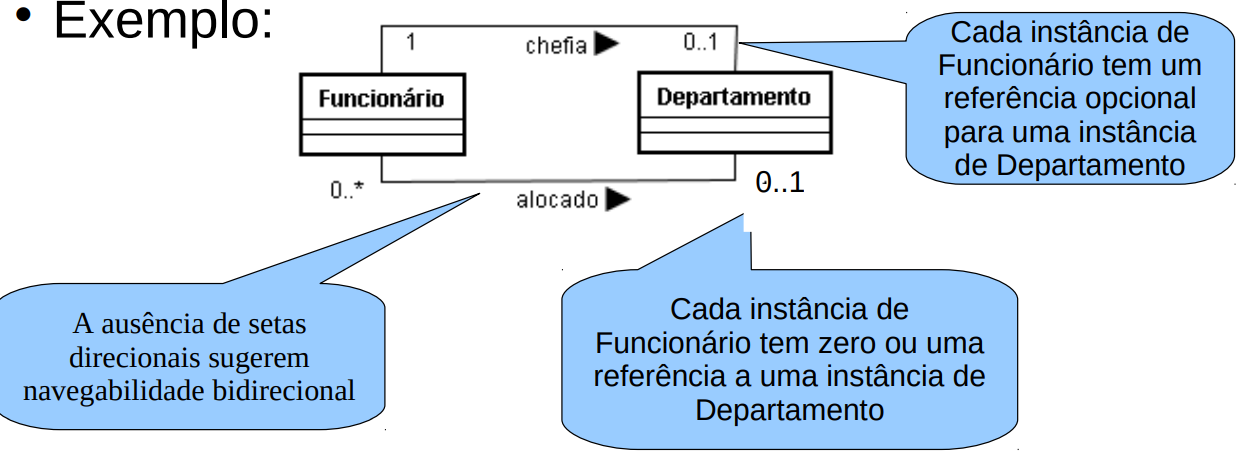 • Exemplo:
1 chefia ▶ 0..1
Funcionário
Departamento
0..*
alocado ▶
0..1
Cada instância de
Funcionário tem um
referência opcional
para uma instância
de Departamento
A ausência de setas
direcionais sugerem
navegabilidade bidirecional
Cada instância de
Funcionário tem zero ou uma
referência a uma instância de
Departamento